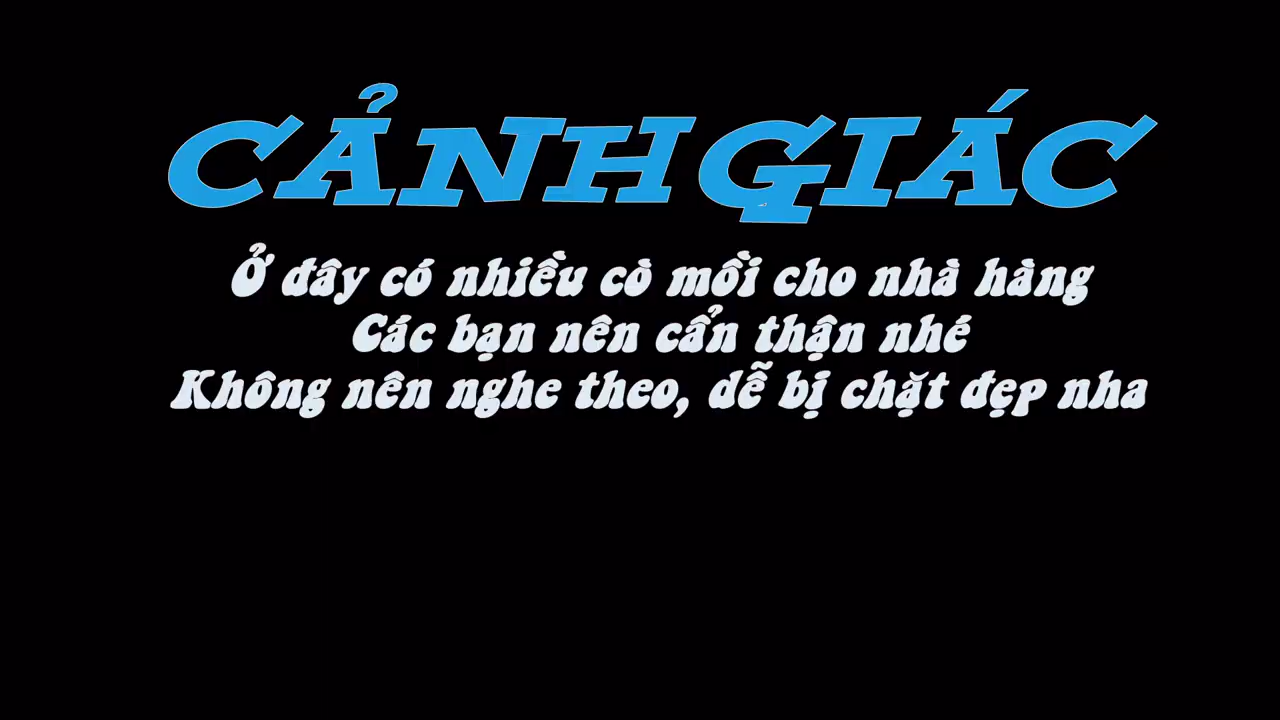 CẢNH GIÁC
Ở đây có nhiều cò mồi cho nhà hàng
Các bạn nên cẩn thận nhé
Không nên nghe theo, dễ bị chặt đẹp nha